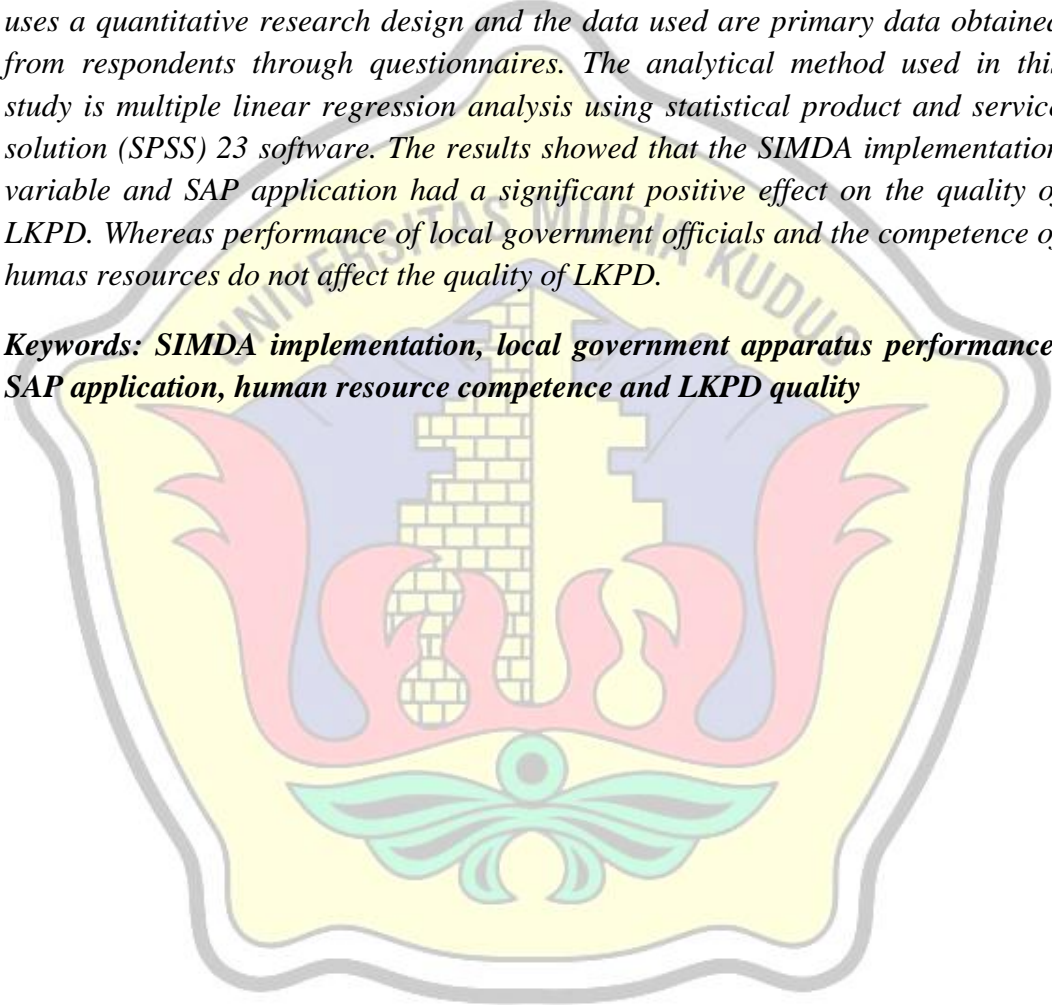 uses a quantitative research design and the data used are primary data obtained
from respondents through questionnaires. The analytical method used in this
study is multiple linear regression analysis using statistical product and service
solution (SPSS) 23 software. The results showed that the SIMDA implementation
variable and SAP application had a significant positive effect on the quality of
LKPD. Whereas performance of local government officials and the competence of
humas resources do not affect the quality of LKPD.
Keywords: SIMDA implementation, local government apparatus performance
SAP application, human resource competence and LKPD quality
UNIVERSITAS MURIA KUDUS